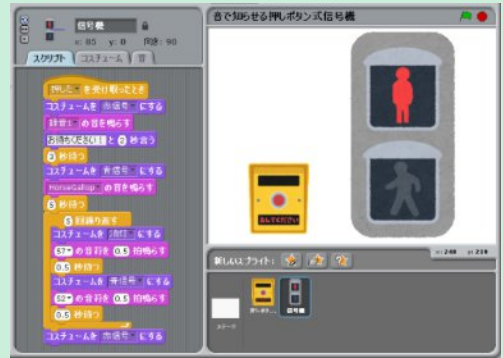 信号機
x: 85 y: 0 向き: 90
スクリプト コスチューム 音
押した を受け取ったとき
コスチュームを 赤信号 にする
録音1 の音を鳴らす
お待ちください! と 2 秒言う
秒待つ
コスチュームを 青信号 にする
HorseGallop の音を鳴らす
5 秒待つ
5 回繰り返す
コスチュームを 消灯 にする
57 の音符を 0.5 拍鳴らす
0.5 秒待つ
コスチュームを 青信号 にする
52 の音符を 0.5 拍鳴らす
0.5 秒待つ
コスチュームを 赤信号 にする
音で知らせる押しボタン式信号機
おしてください
x: 248 y: 218
新しいスプライト:
押しボタ... 信号機
ステージ